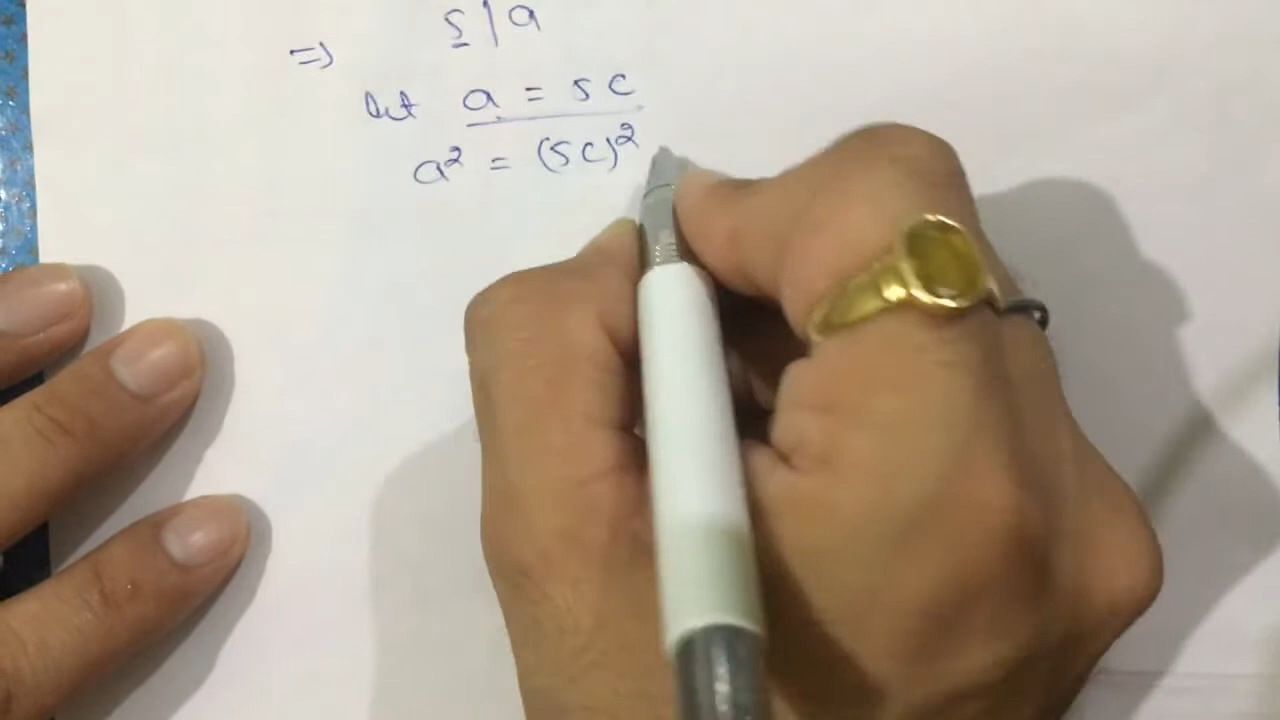 ⇒ 5 | a
let a = 5c
a² = (5c)²